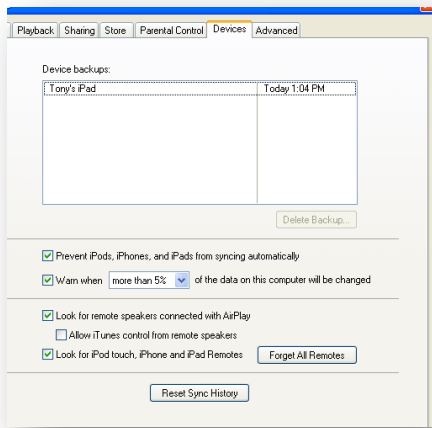 Playback Sharing Store Parental Control Devices Advanced
Device backups:
Tony's iPad Today 1:04 PM
Delete Backup...
Prevent iPods, iPhones, and iPads from syncing automatically
Warn when more than 5% of the data on this computer will be changed
Look for remote speakers connected with AirPlay
Allow iTunes control from remote speakers
Look for iPod touch, iPhone and iPad Remotes Forget All Remotes
Reset Sync History